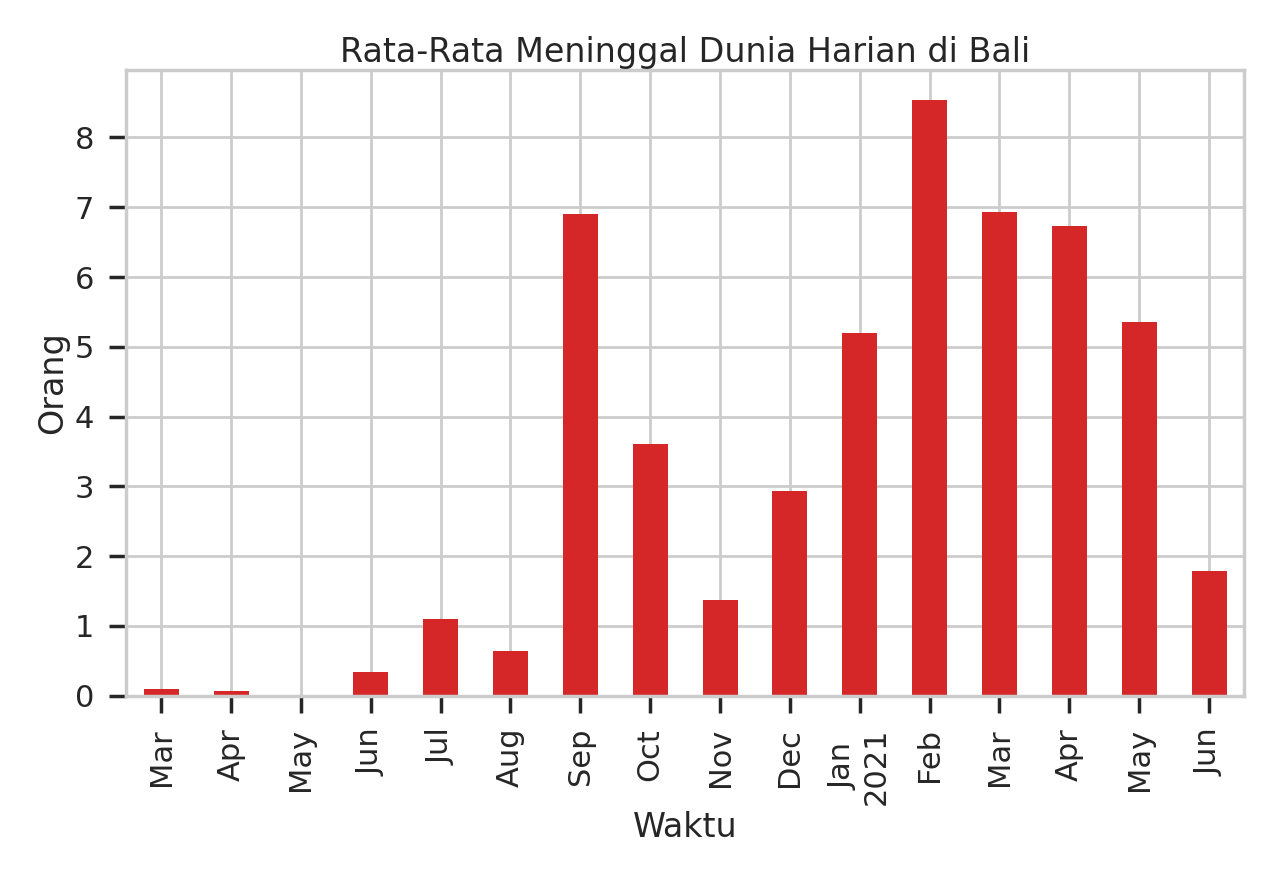 Rata-Rata Meninggal Dunia Harian di Bali
8
7
6
5
4
3
2
1
0
Orang
Mar
Apr
May
Jun
Jul
Aug
Sep
Oct
Nov
Dec
Jan
2021
Feb
Mar
Apr
May
Jun
Waktu